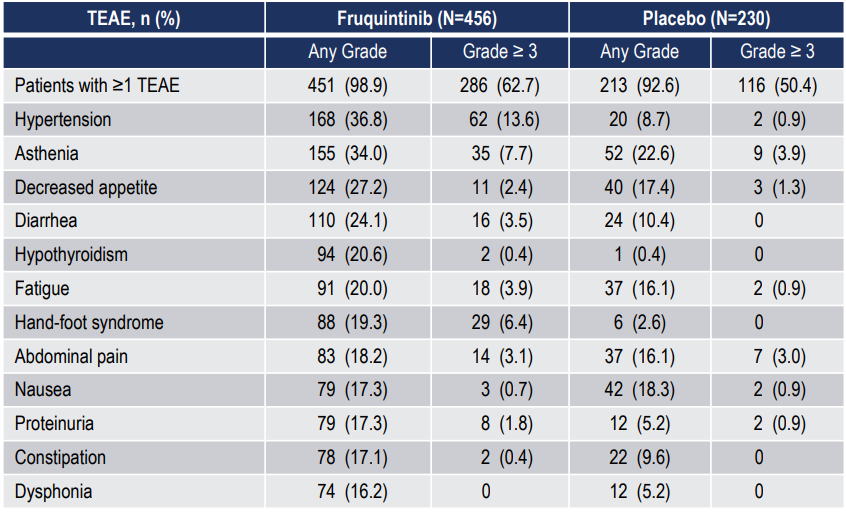 TEAE, n (%) Fruquintinib (N=456) Placebo (N=230)
Any Grade Grade ≥ 3 Any Grade Grade ≥ 3
Patients with ≥1 TEAE 451 (98.9) 286 (62.7) 213 (92.6) 116 (50.4)
Hypertension 168 (36.8) 62 (13.6) 20 (8.7) 2 (0.9)
Asthenia 155 (34.0) 35 (7.7) 52 (22.6) 9 (3.9)
Decreased appetite 124 (27.2) 11 (2.4) 40 (17.4) 3 (1.3)
Diarrhea 110 (24.1) 16 (3.5) 24 (10.4) 0
Hypothyroidism 94 (20.6) 2 (0.4) 1 (0.4) 0
Fatigue 91 (20.0) 18 (3.9) 37 (16.1) 2 (0.9)
Hand-foot syndrome 88 (19.3) 29 (6.4) 6 (2.6) 0
Abdominal pain 83 (18.2) 14 (3.1) 37 (16.1) 7 (3.0)
Nausea 79 (17.3) 3 (0.7) 42 (18.3) 2 (0.9)
Proteinuria 79 (17.3) 8 (1.8) 12 (5.2) 2 (0.9)
Constipation 78 (17.1) 2 (0.4) 22 (9.6) 0
Dysphonia 74 (16.2) 0 12 (5.2) 0